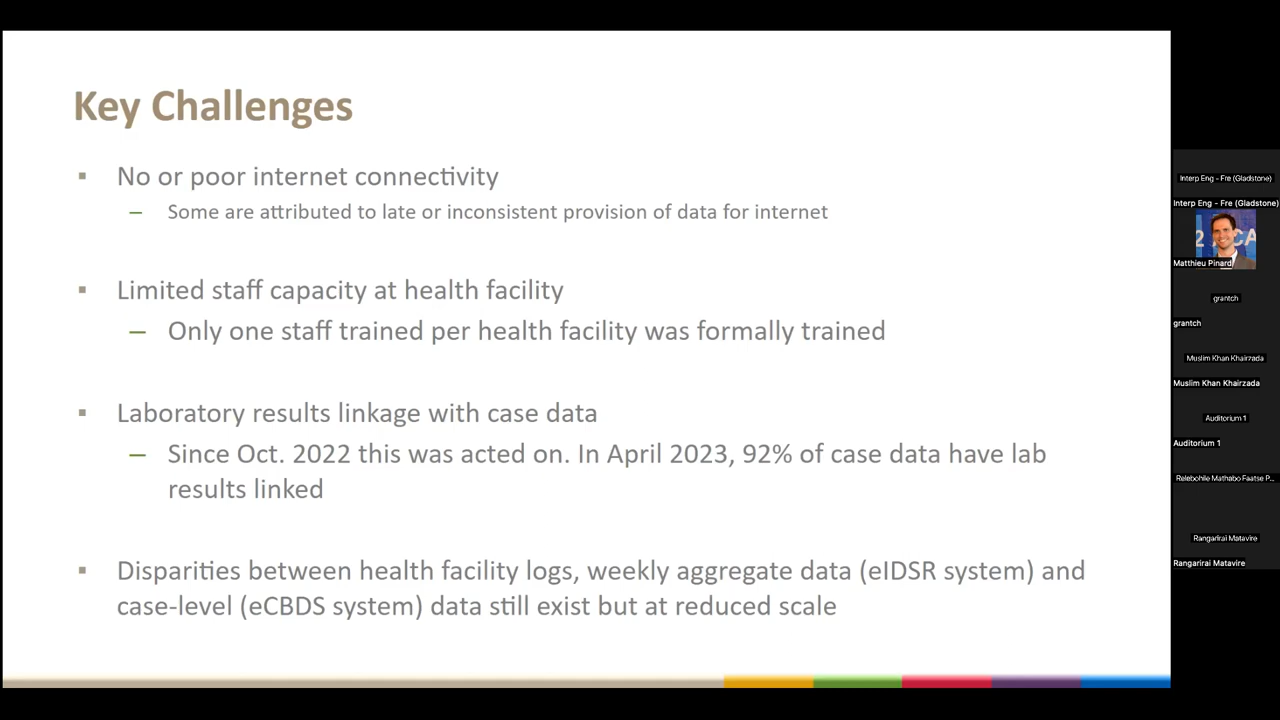 Key Challenges
▪ No or poor internet connectivity
– Some are attributed to late or inconsistent provision of data for internet
▪ Limited staff capacity at health facility
– Only one staff trained per health facility was formally trained
▪ Laboratory results linkage with case data
– Since Oct. 2022 this was acted on. In April 2023, 92% of case data have lab
results linked
▪ Disparities between health facility logs, weekly aggregate data (eIDSR system) and
case-level (eCBDS system) data still exist but at reduced scale
Interp Eng - Fre (Gladstone)
Interp Eng - Fre (Gladstone)
2 ACA
Matthieu Pinard
grantch
grantch
Muslim Khan Khairzada
Muslim Khan Khairzada
Auditorium 1
Auditorium 1
Relebohile Mathabo Faatse P...
Rangarirai Matavire
Rangarirai Matavire